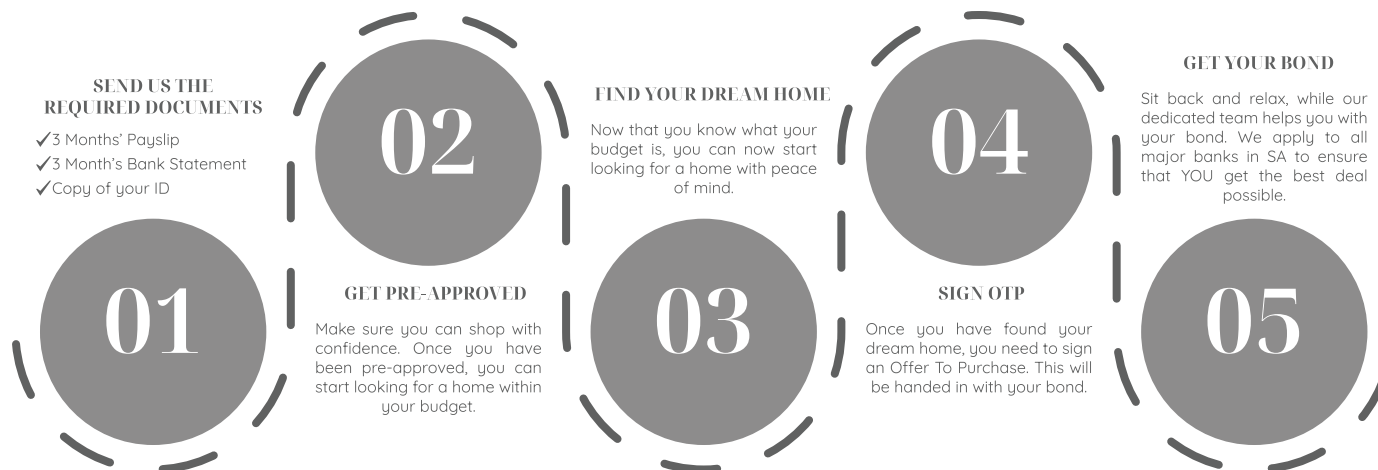 SEND US THE
REQUIRED DOCUMENTS
✓3 Months' Payslip
✓3 Month's Bank Statement
✓Copy of your ID
01
02
GET PRE-APPROVED
Make sure you can shop with
confidence. Once you have
been pre-approved, you can
start looking for a home within
your budget.
FIND YOUR DREAM HOME
Now that you know what your
budget is, you can now start
looking for a home with peace
of mind.
03
04
SIGN OTP
Once you have found your
dream home, you need to sign
an Offer To Purchase. This will
be handed in with your bond.
GET YOUR BOND
Sit back and relax, while our
dedicated team helps you with
your bond. We apply to all
major banks in SA to ensure
that YOU get the best deal
possible.
05